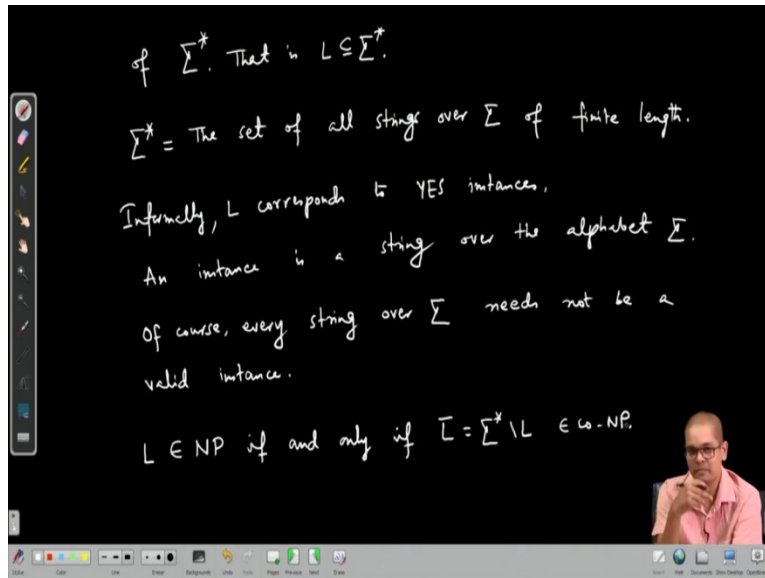 of Σ*. That is L ⊆ Σ*.
Σ* = The set of all strings over Σ of finite length.
Informally, L corresponds to YES instances.
An instance is a string over the alphabet Σ.
Of course, every string over Σ needs not be a
valid instance.
L ∈ NP if and only if L̅ = Σ*\L ∈ co-NP.